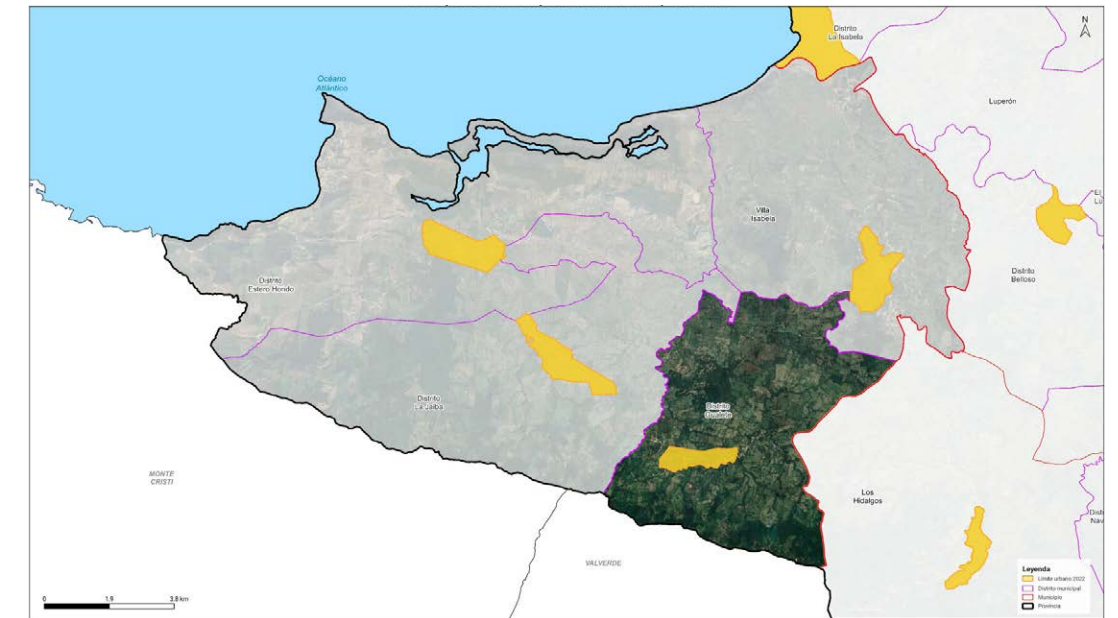 Distrito
La Isabela
N
Océano
Atlántico
Luperón
Villa
Isabela
Distrito
Belloso
Distrito
Estero Hondo
Distrito
La Jaiba
Distrito
Gualete
MONTE
CRISTI
Los
Hidalgos
VALVERDE
Leyenda
Límite urbano 2022
Distrito municipal
Municipio
Provincia
0 1.9 3.8 km